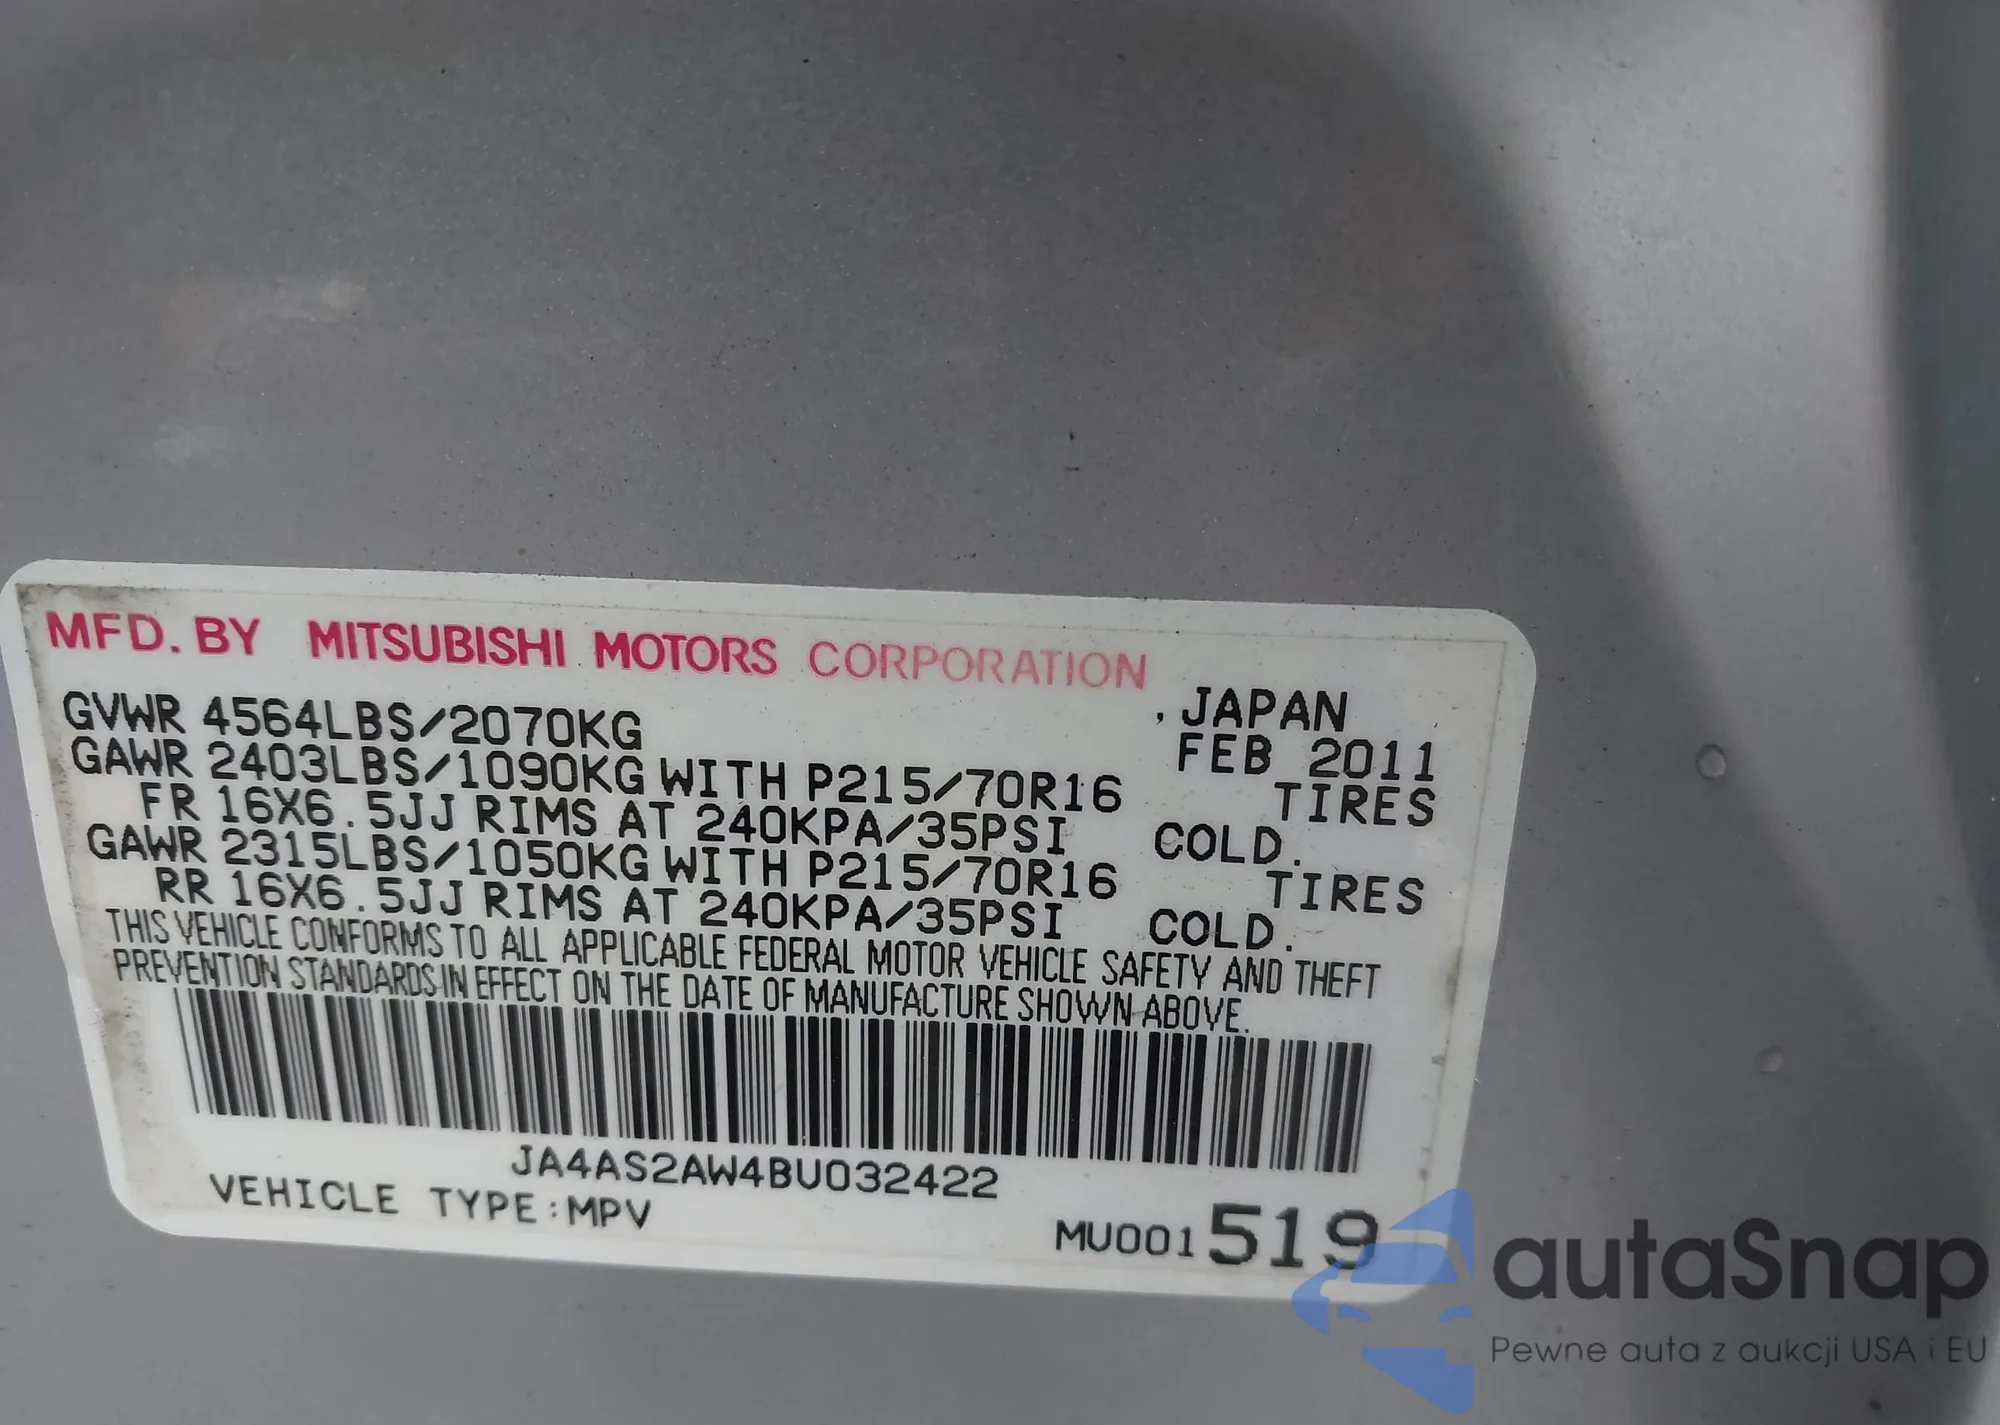 MFD. BY MITSUBISHI MOTORS CORPORATION
, JAPAN
GVWR 4564LBS/2070KG FEB 2011
GAWR 2403LBS/1090KG WITH P215/70R16 TIRES
FR 16X6.5JJ RIMS AT 240KPA/35PSI COLD.
GAWR 2315LBS/1050KG WITH P215/70R16 TIRES
RR 16X6.5JJ RIMS AT 240KPA/35PSI COLD.
THIS VEHICLE CONFORMS TO ALL APPLICABLE FEDERAL MOTOR VEHICLE SAFETY AND THEFT
PREVENTION STANDARDS IN EFFECT ON THE DATE OF MANUFACTURE SHOWN ABOVE.
JA4AS2AW4BU032422
VEHICLE TYPE:MPV
MU001519
autaSnap
Pewne auta z aukcji USA i EU